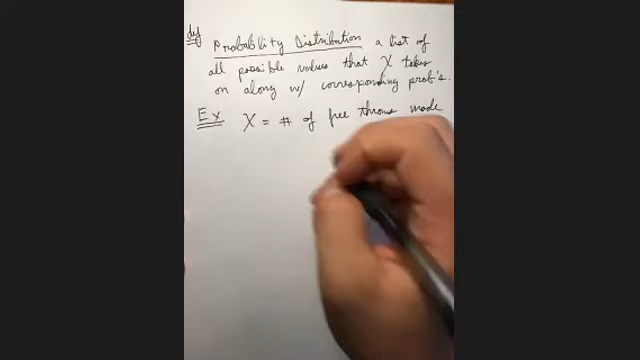 def Probability Distribution a list of
all possible values that X takes
on along w/ corresponding prob's.
Ex X = # of free throws made